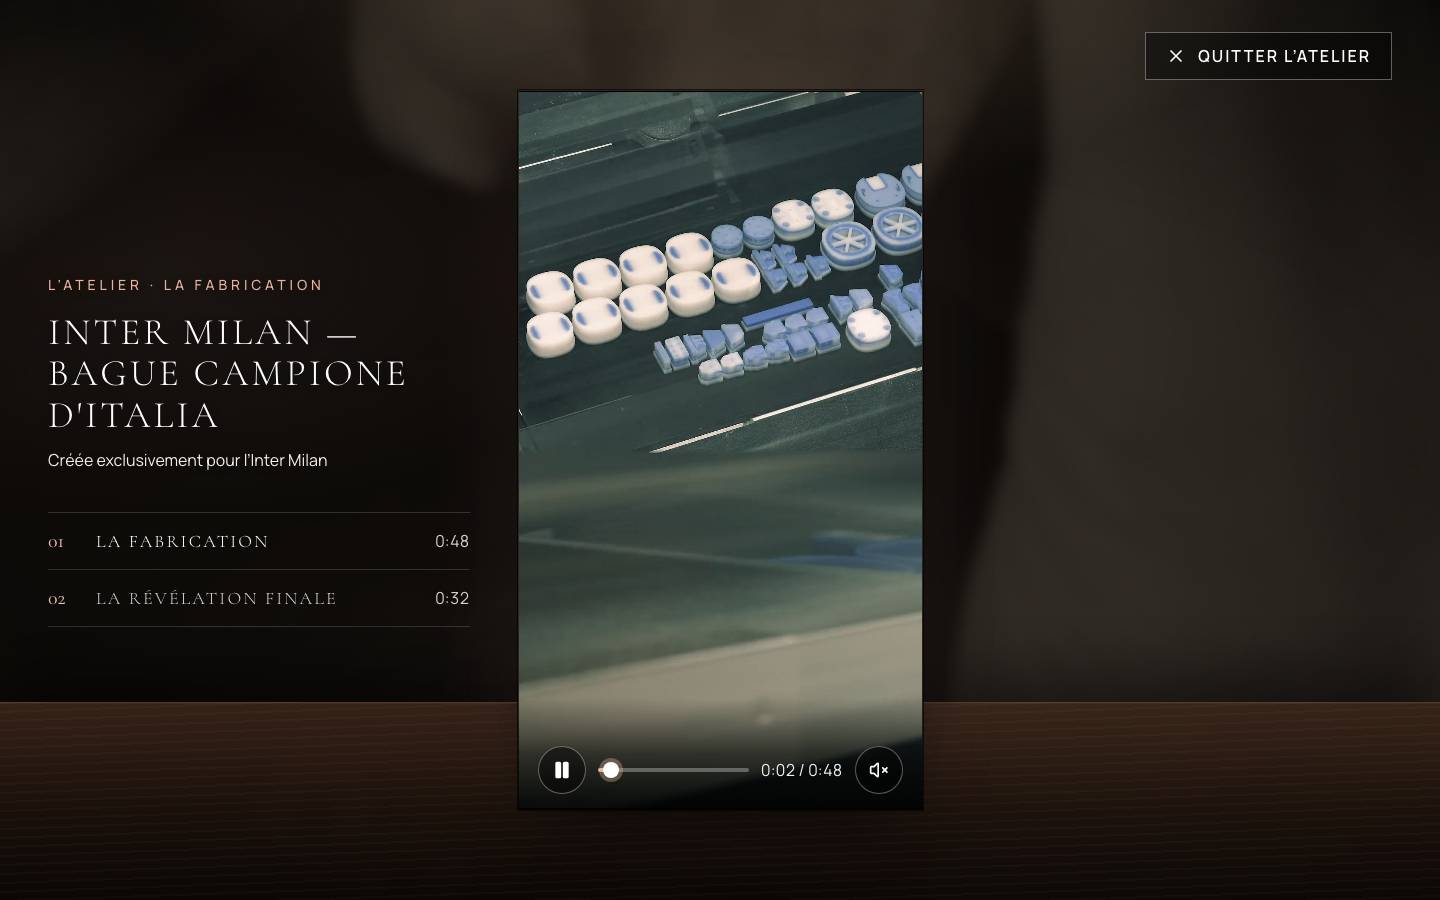 QUITTER L’ATELIER
L’ATELIER · LA FABRICATION
INTER MILAN —
BAGUE CAMPIONE
D'ITALIA
Créée exclusivement pour l’Inter Milan
01 LA FABRICATION 0:48
02 LA RÉVÉLATION FINALE 0:32
0:02 / 0:48